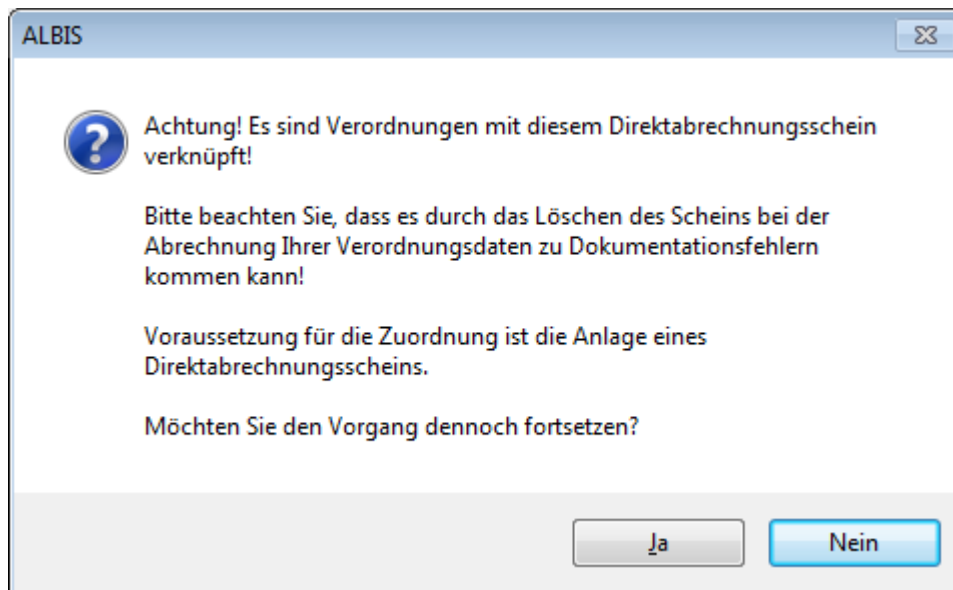 ALBIS
Achtung! Es sind Verordnungen mit diesem Direktabrechnungsschein
verknüpft!
Bitte beachten Sie, dass es durch das Löschen des Scheins bei der
Abrechnung Ihrer Verordnungsdaten zu Dokumentationsfehlern
kommen kann!
Voraussetzung für die Zuordnung ist die Anlage eines
Direktabrechnungsscheins.
Möchten Sie den Vorgang dennoch fortsetzen?
Ja
Nein